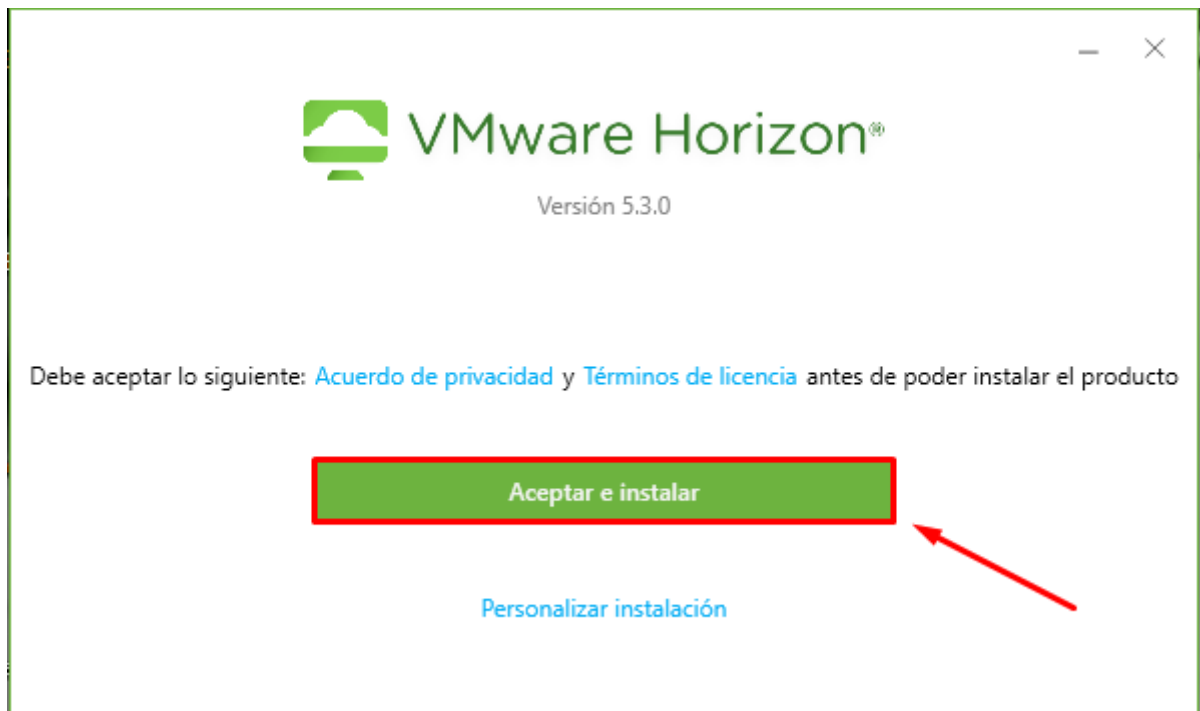 VMware Horizon®
Versión 5.3.0
Debe aceptar lo siguiente: Acuerdo de privacidad y Términos de licencia antes de poder instalar el producto
Aceptar e instalar
Personalizar instalación